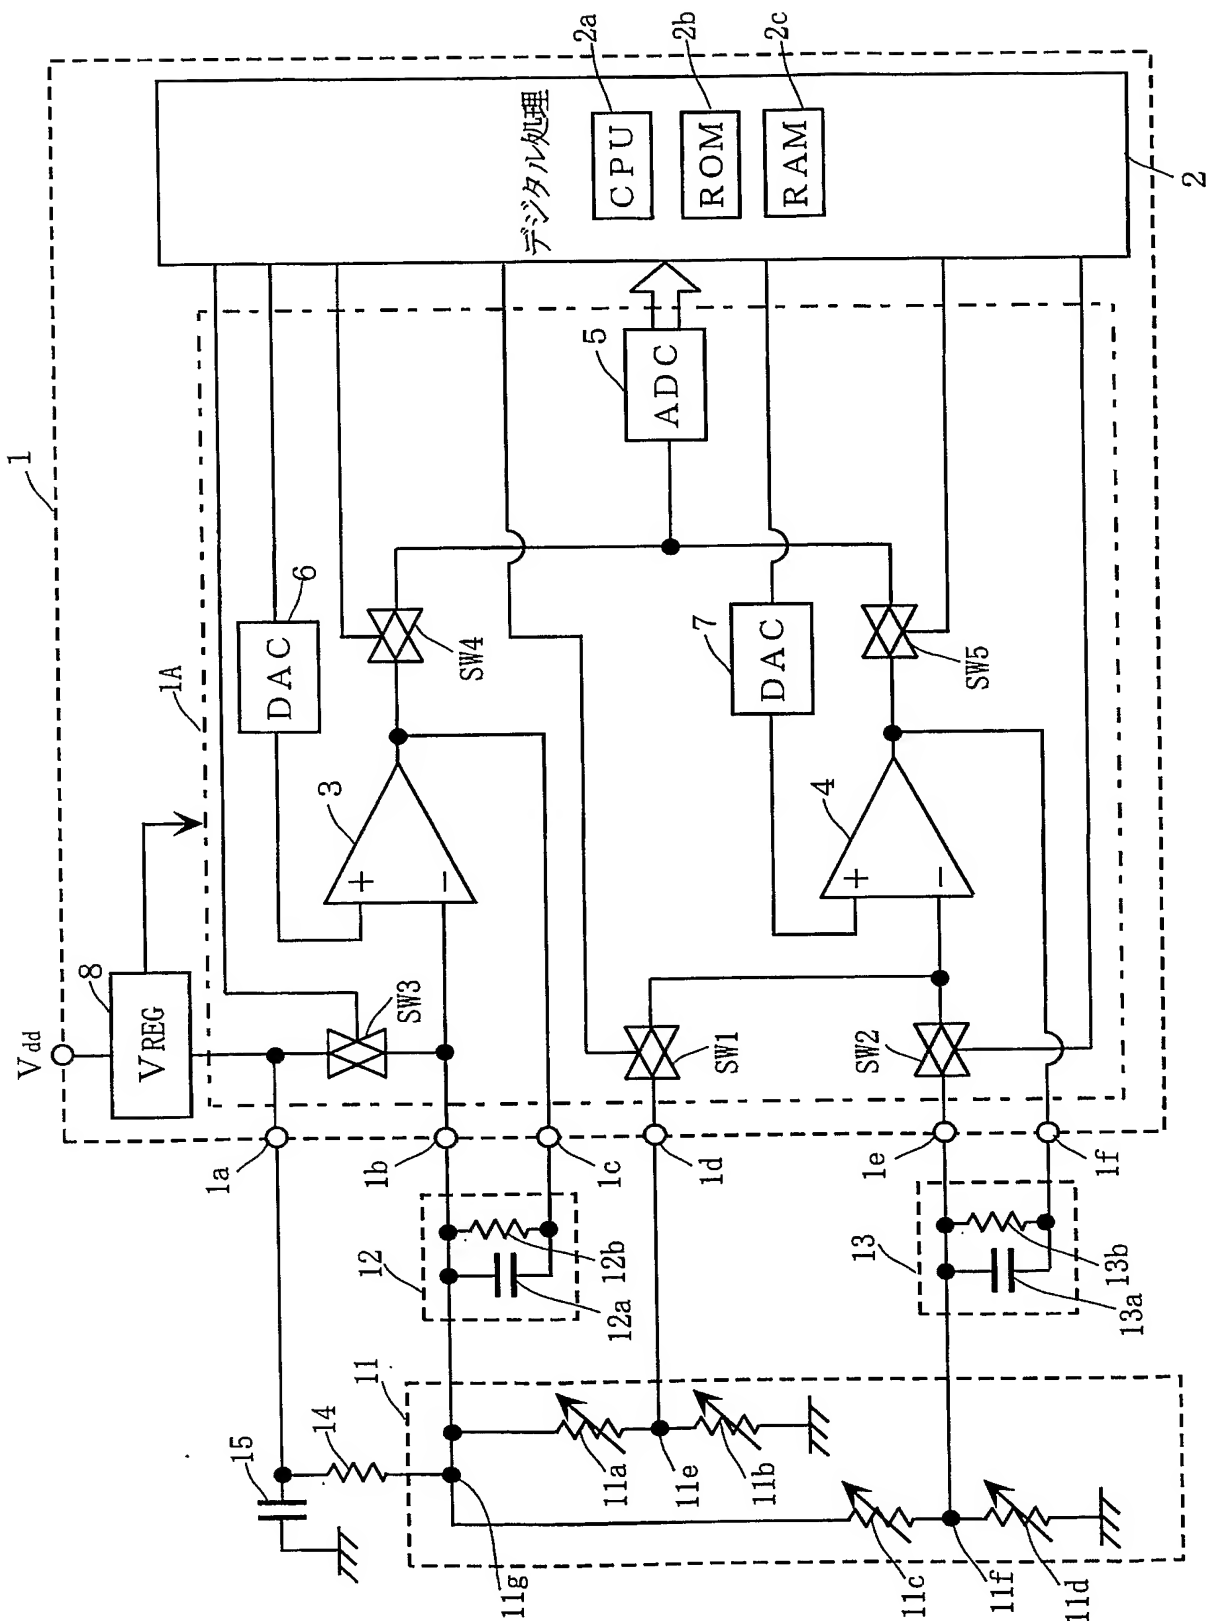 1
2a
2b
2c
デジタル処理
CPU
ROM
RAM
2
Vdd
8
VREG
1A
6
DAC
3
+
−
SW4
SW3
5
ADC
7
DAC
4
+
−
SW5
SW1
SW2
1a
1b
1c
1d
1e
1f
12
12b
12a
13
13b
13a
15
14
11
11a
11e
11b
11c
11f
11d
11g